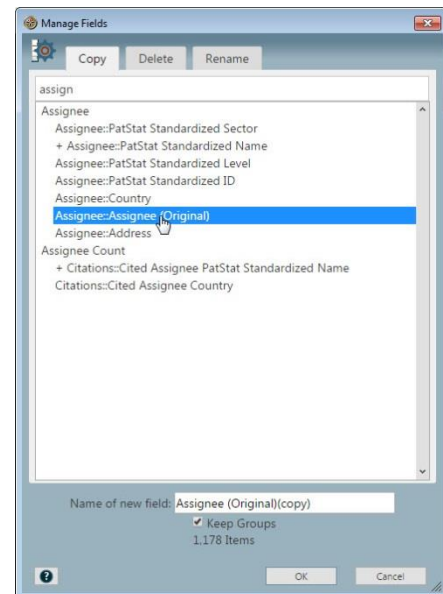 Manage Fields
Copy Delete Rename
assign
Assignee
Assignee::PatStat Standardized Sector
+ Assignee::PatStat Standardized Name
Assignee::PatStat Standardized Level
Assignee::PatStat Standardized ID
Assignee::Country
Assignee::Assignee (Original)
Assignee::Address
Assignee Count
+ Citations::Cited Assignee PatStat Standardized Name
Citations::Cited Assignee Country
Name of new field: Assignee (Original)(copy)
Keep Groups
1,178 Items
? OK Cancel